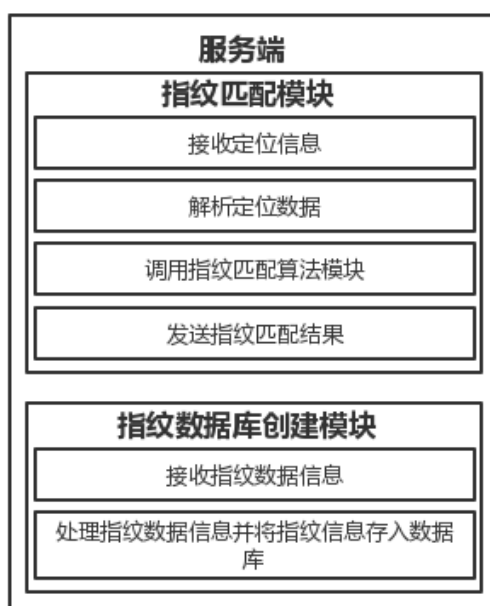 服务端
指纹匹配模块
接收定位信息
解析定位数据
调用指纹匹配算法模块
发送指纹匹配结果
指纹数据库创建模块
接收指纹数据信息
处理指纹数据信息并将指纹信息存入数据
库